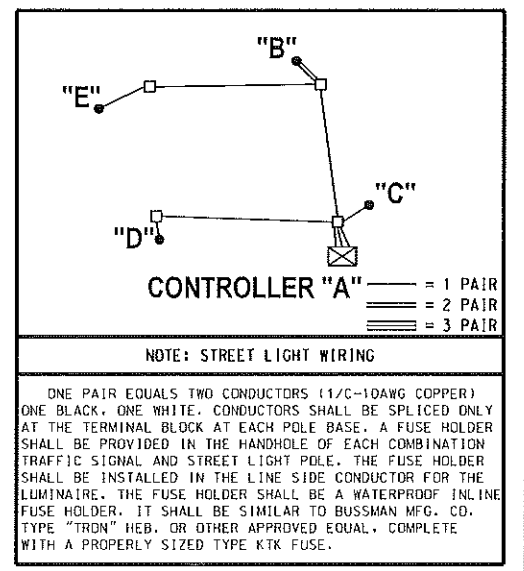 "B"
"E"
"C"
"D"
CONTROLLER "A"
= 1 PAIR
= 2 PAIR
= 3 PAIR
NOTE: STREET LIGHT WIRING
ONE PAIR EQUALS TWO CONDUCTORS (1/C-10AWG COPPER)
ONE BLACK, ONE WHITE. CONDUCTORS SHALL BE SPLICED ONLY
AT THE TERMINAL BLOCK AT EACH POLE BASE. A FUSE HOLDER
SHALL BE PROVIDED IN THE HANDHOLE OF EACH COMBINATION
TRAFFIC SIGNAL AND STREET LIGHT POLE. THE FUSE HOLDER
SHALL BE INSTALLED IN THE LINE SIDE CONDUCTOR FOR THE
LUMINAIRE. THE FUSE HOLDER SHALL BE A WATERPROOF INLINE
FUSE HOLDER. IT SHALL BE SIMILAR TO BUSSMAN MFG. CO.
TYPE "TRON" HEB, OR OTHER APPROVED EQUAL, COMPLETE
WITH A PROPERLY SIZED TYPE KTK FUSE.